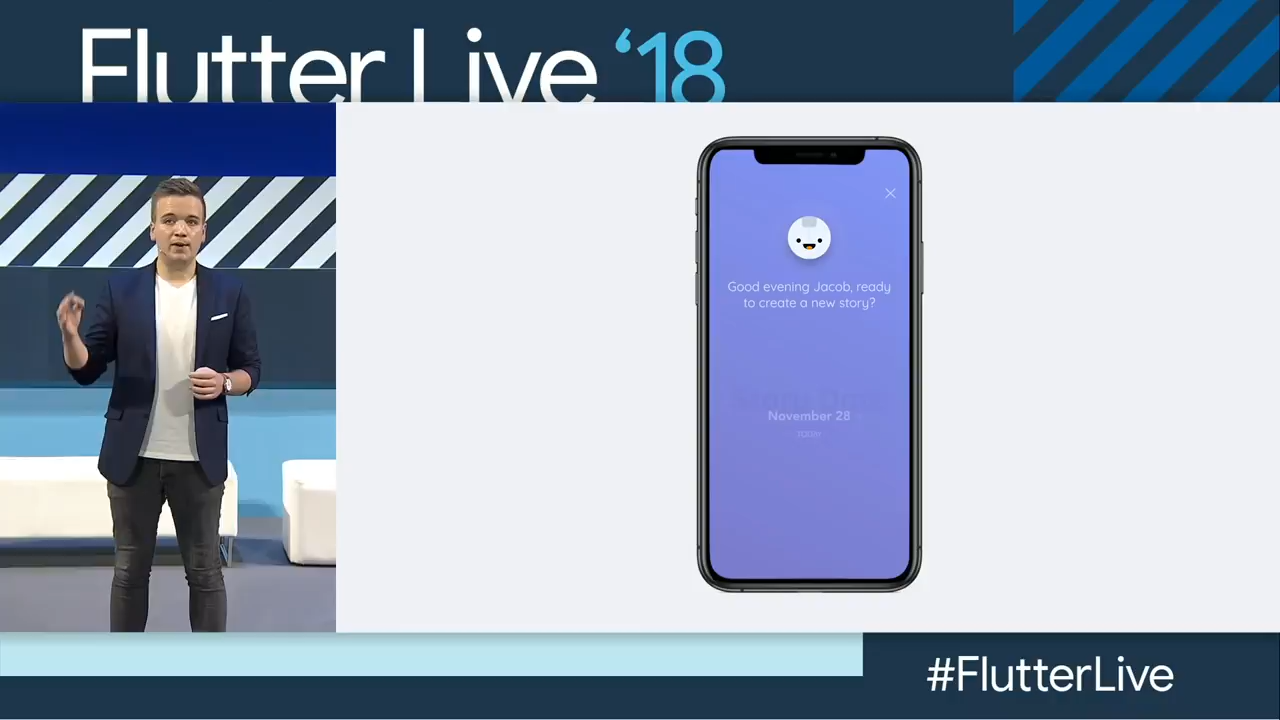 Flutter Live ‘18
Good evening Jacob, ready
to create a new story?
November 28
#FlutterLive